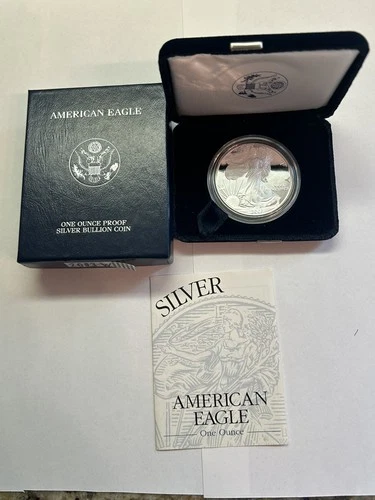 AMERICAN EAGLE
ONE OUNCE PROOF
SILVER BULLION COIN
SILVER
AMERICAN
EAGLE
One Ounce